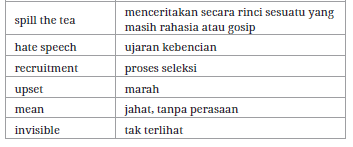 spill the tea
menceritakan secara rinci sesuatu yang
masih rahasia atau gosip
hate speech
ujaran kebencian
recruitment
proses seleksi
upset
marah
mean
jahat, tanpa perasaan
invisible
tak terlihat